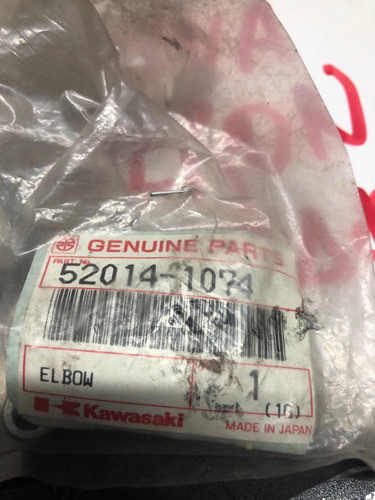 GENUINE PARTS
PART No.
52014-1074
ELBOW 1
(10)
Kawasaki
MADE IN JAPAN